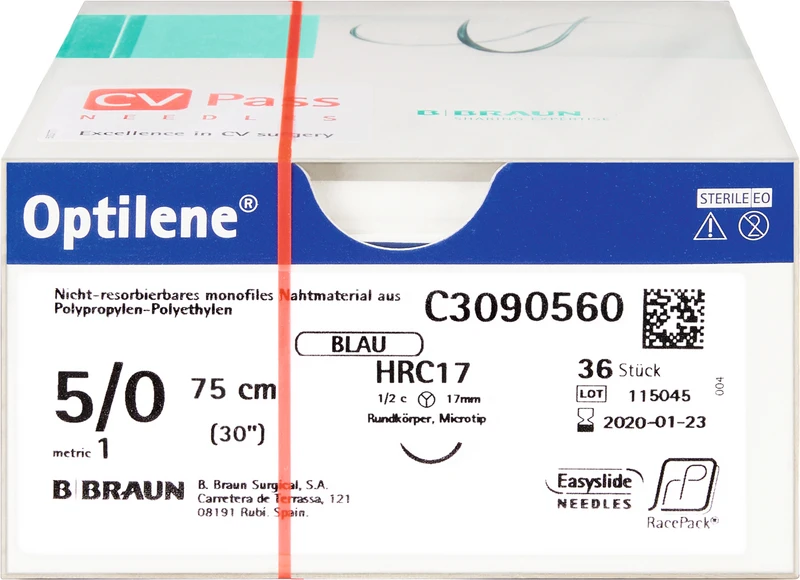 CV Pass
NEEDLES
Excellence in CV surgery
B|BRAUN
SHARING EXPERTISE
Optilene®
STERILE EO
2
Nicht-resorbierbares monofiles Nahtmaterial aus
Polypropylen-Polyethylen
C3090560
BLAU
5/0
75 cm
(30")
metric 1
HRC17
1/2 c 17mm
Rundkörper, Microtip
36 Stück
LOT 115045
2020-01-23
004
B|BRAUN
B. Braun Surgical, S.A.
Carretera de Terrassa, 121
08191 Rubí. Spain.
Easyslide
NEEDLES
rP
RacePack®